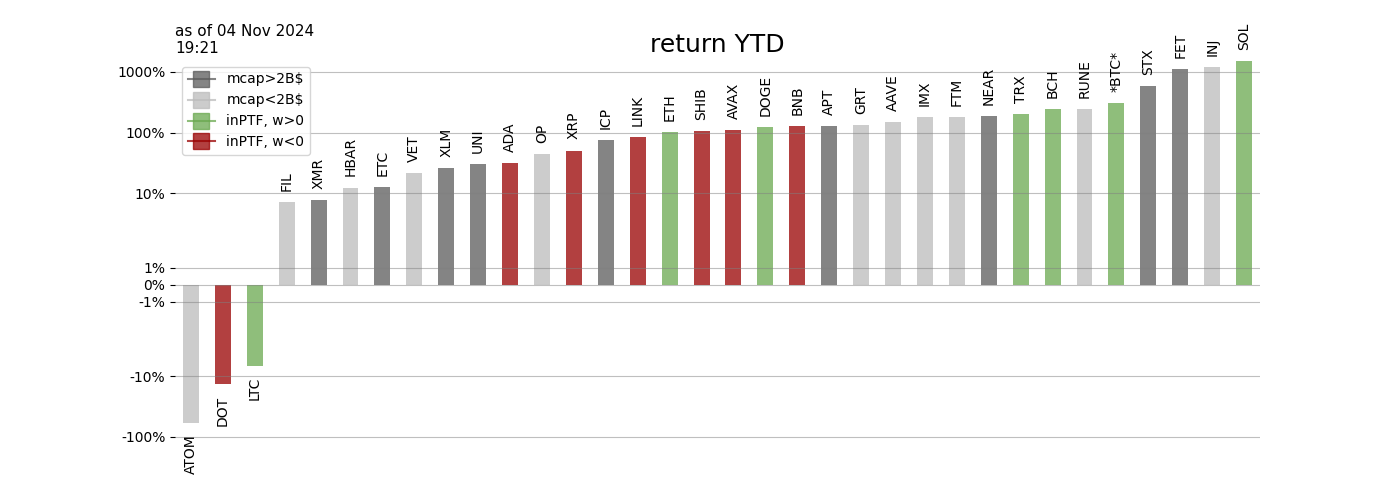 as of 04 Nov 2024
19:21
return YTD
1000%
100%
10%
1%
0%
-1%
-10%
-100%
mcap>2B$
mcap<2B$
inPTF, w>0
inPTF, w<0
ATOM
DOT
LTC
FIL
XMR
HBAR
ETC
VET
XLM
UNI
ADA
OP
XRP
ICP
LINK
ETH
SHIB
AVAX
DOGE
BNB
APT
GRT
AAVE
IMX
FTM
NEAR
TRX
BCH
RUNE
*BTC*
STX
FET
INJ
SOL